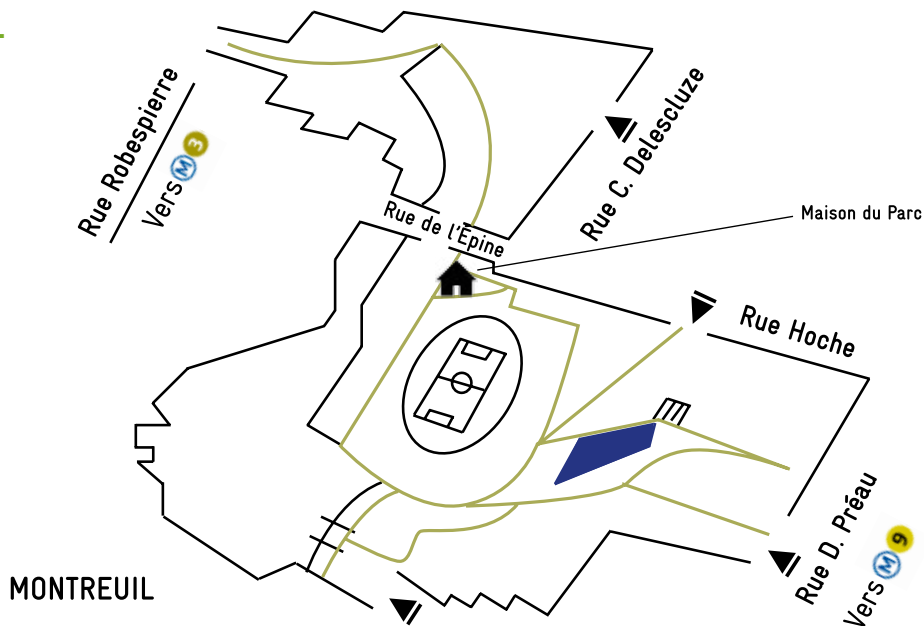 Rue Robespierre
Vers M 3
Rue C. Delescluze
Rue de l'Épine
Maison du Parc
Rue Hoche
Rue D. Préau
Vers M 9
MONTREUIL